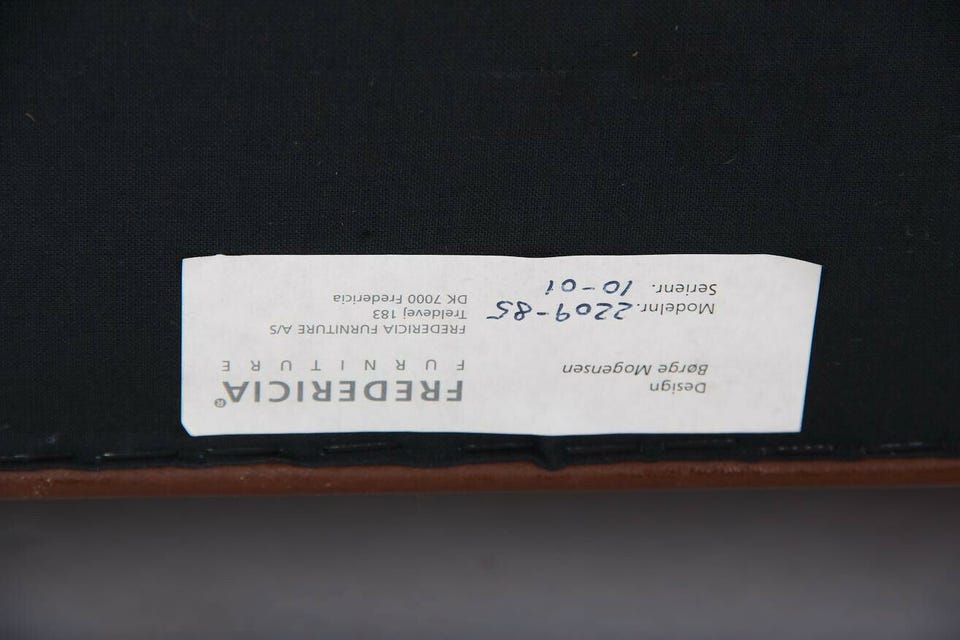 Design
Børge Mogensen
Modelnr. 2209-85
Serienr. 10-01
FREDERICIA®
FURNITURE
FREDERICIA FURNITURE A/S
Treldevej 183
DK 7000 Fredericia